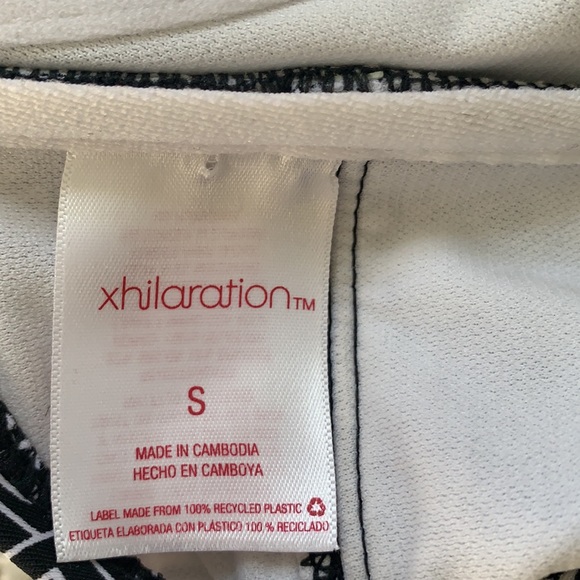 xhilaration™
S
MADE IN CAMBODIA
HECHO EN CAMBOYA
LABEL MADE FROM 100% RECYCLED PLASTIC
ETIQUETA ELABORADA CON PLÁSTICO 100 % RECICLADO